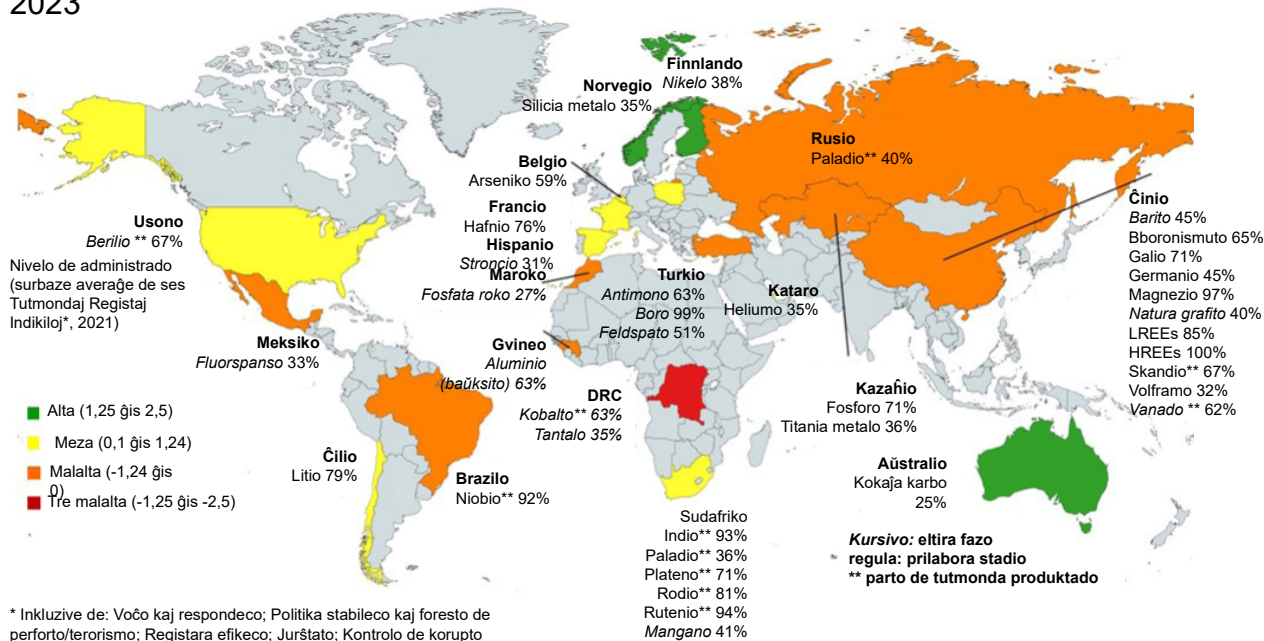 2023
Finnlando
Nikelo 38%
Norvegio
Silicia metalo 35%
Rusio
Paladio** 40%
Belgio
Arseniko 59%
Francio
Hafnio 76%
Hispanio
Stroncio 31%
Maroko
Fosfata roko 27%
Turkio
Antimono 63%
Boro 99%
Feldspato 51%
Kataro
Heliumo 35%
Ĉinio
Barito 45%
Bboronismuto 65%
Galio 71%
Germanio 45%
Magnezio 97%
Natura grafito 40%
LREEs 85%
HREEs 100%
Skandio** 67%
Volframo 32%
Vanado ** 62%
Usono
Berilio ** 67%
Nivelo de administrado
(surbaze averaĝe de ses
Tutmondaj Registaj
Indikiloj*, 2021)
Meksiko
Fluorspanso 33%
Gvineo
Aluminio
(baŭksito) 63%
DRC
Kobalto** 63%
Tantalo 35%
Kazaĥio
Fosforo 71%
Titania metalo 36%
Alta (1,25 ĝis 2,5)
Meza (0,1 ĝis 1,24)
Malalta (-1,24 ĝis
0)
Tre malalta (-1,25 ĝis -2,5)
Ĉilio
Litio 79%
Brazilo
Niobio** 92%
Aŭstralio
Kokaĵa karbo
25%
Sudafriko
Indio** 93%
Paladio** 36%
Plateno** 71%
Rodio** 81%
Rutenio** 94%
Mangano 41%
Kursivo: eltira fazo
regula: prilabora stadio
** parto de tutmonda produktado
* Inkluzive de: Voĉo kaj respondeco; Politika stabileco kaj foresto de
perforto/terorismo; Registara efikeco; Jurŝtato; Kontrolo de korupto